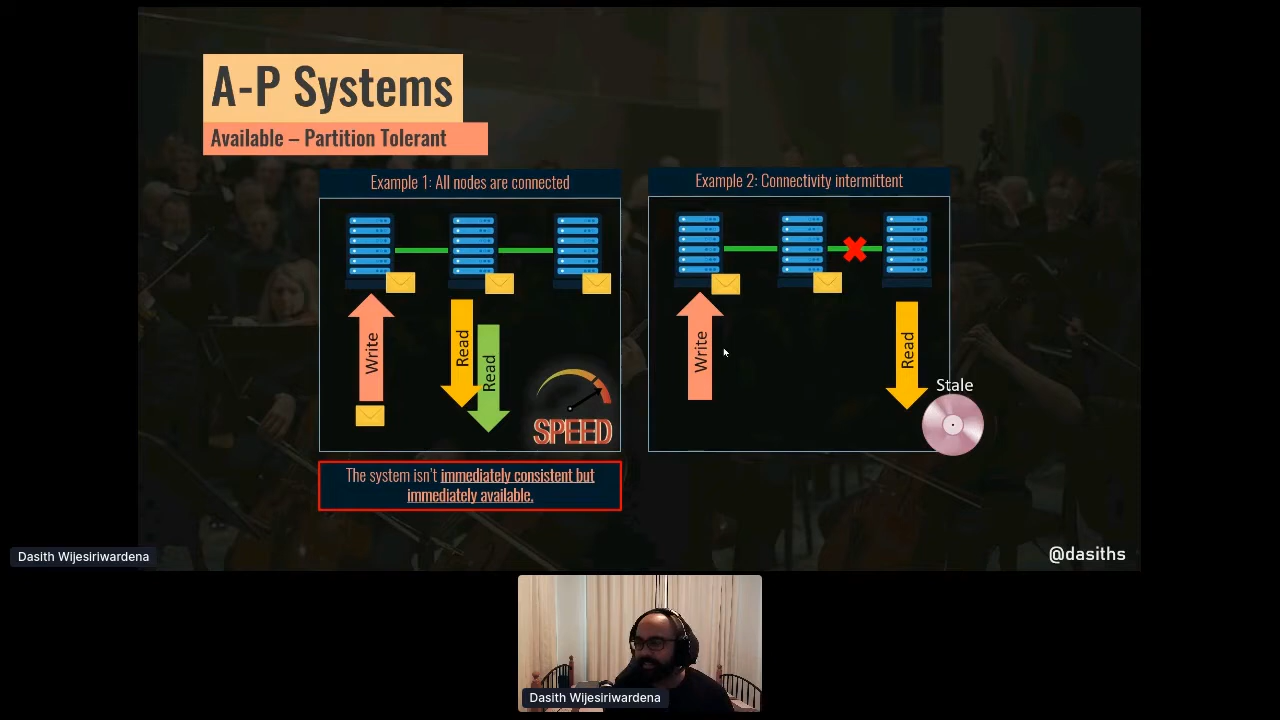 A-P Systems
Available – Partition Tolerant
Example 1: All nodes are connected
Write
Read
Read
SPEED
The system isn't immediately consistent but
immediately available.
Example 2: Connectivity intermittent
Write
Read
Stale
@dasiths
Dasith Wijesiriwardena
Dasith Wijesiriwardena